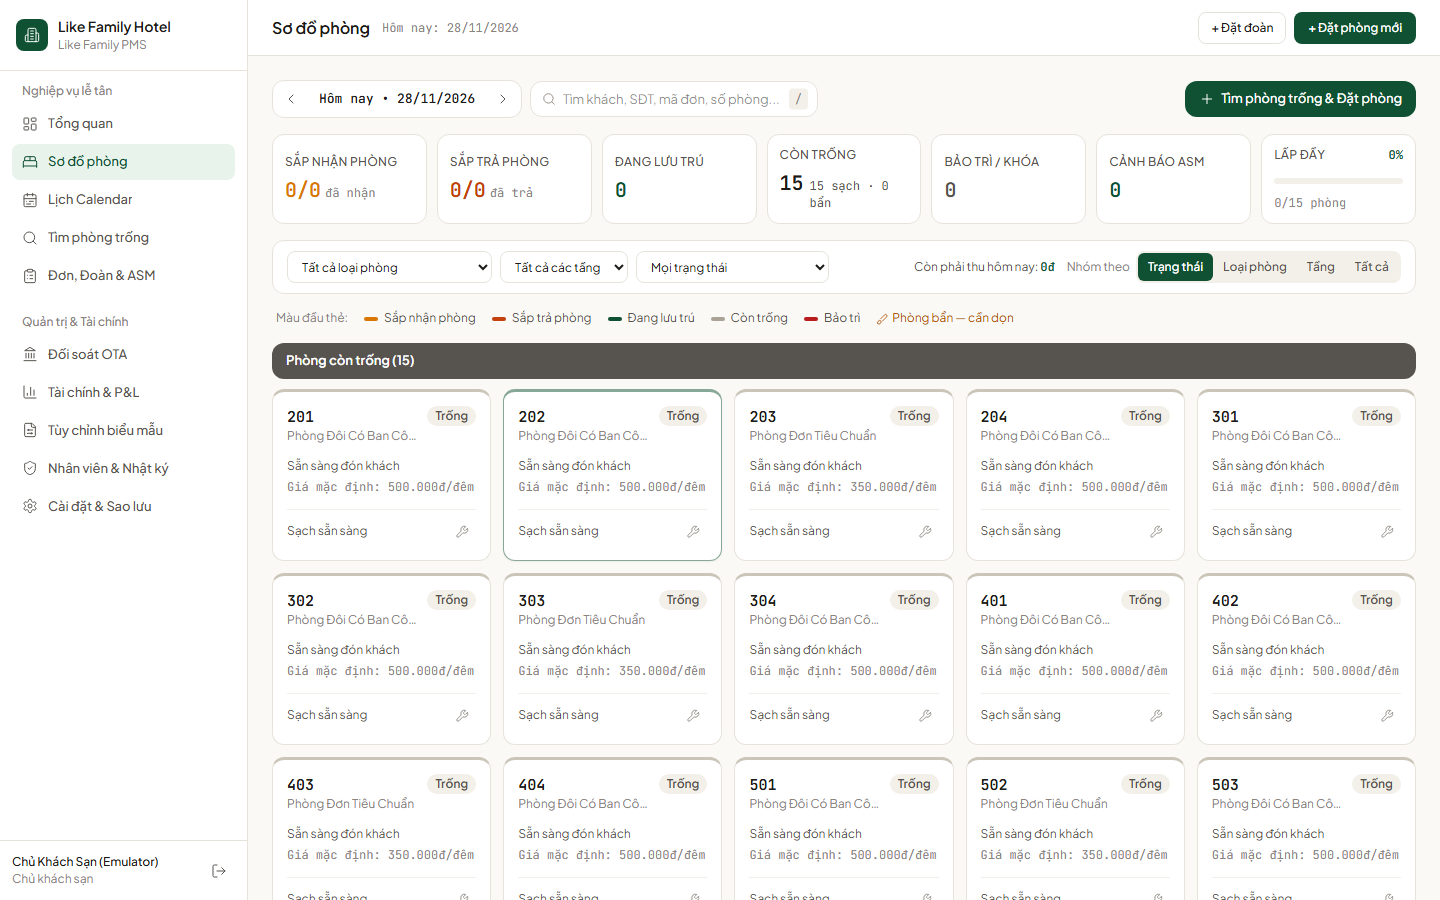 Like Family Hotel
Like Family PMS
Nghiệp vụ lễ tân
Tổng quan
Sơ đồ phòng
Lịch Calendar
Tìm phòng trống
Đơn, Đoàn & ASM
Quản trị & Tài chính
Đối soát OTA
Tài chính & P&L
Tùy chỉnh biểu mẫu
Nhân viên & Nhật ký
Cài đặt & Sao lưu
Chủ Khách Sạn (Emulator)
Chủ khách sạn
Sơ đồ phòng Hôm nay: 28/11/2026
+ Đặt đoàn
+ Đặt phòng mới
Hôm nay • 28/11/2026
Tìm khách, SĐT, mã đơn, số phòng... /
+ Tìm phòng trống & Đặt phòng
SẮP NHẬN PHÒNG
0/0 đã nhận
SẮP TRẢ PHÒNG
0/0 đã trả
ĐANG LƯU TRÚ
0
CÒN TRỐNG
15 15 sạch · 0
bẩn
BẢO TRÌ / KHÓA
0
CẢNH BÁO ASM
0
LẤP ĐẦY 0%
0/15 phòng
Tất cả loại phòng
Tất cả các tầng
Mọi trạng thái
Còn phải thu hôm nay: 0đ
Nhóm theo
Trạng thái
Loại phòng
Tầng
Tất cả
Màu đầu thẻ:
Sắp nhận phòng
Sắp trả phòng
Đang lưu trú
Còn trống
Bảo trì
Phòng bẩn — cần dọn
Phòng còn trống (15)
201 Trống
Phòng Đôi Có Ban Cô...
Sẵn sàng đón khách
Giá mặc định: 500.000đ/đêm
Sạch sẵn sàng
202 Trống
Phòng Đôi Có Ban Cô...
Sẵn sàng đón khách
Giá mặc định: 500.000đ/đêm
Sạch sẵn sàng
203 Trống
Phòng Đơn Tiêu Chuẩn
Sẵn sàng đón khách
Giá mặc định: 350.000đ/đêm
Sạch sẵn sàng
204 Trống
Phòng Đôi Có Ban Cô...
Sẵn sàng đón khách
Giá mặc định: 500.000đ/đêm
Sạch sẵn sàng
301 Trống
Phòng Đôi Có Ban Cô...
Sẵn sàng đón khách
Giá mặc định: 500.000đ/đêm
Sạch sẵn sàng
302 Trống
Phòng Đôi Có Ban Cô...
Sẵn sàng đón khách
Giá mặc định: 500.000đ/đêm
Sạch sẵn sàng
303 Trống
Phòng Đơn Tiêu Chuẩn
Sẵn sàng đón khách
Giá mặc định: 350.000đ/đêm
Sạch sẵn sàng
304 Trống
Phòng Đôi Có Ban Cô...
Sẵn sàng đón khách
Giá mặc định: 500.000đ/đêm
Sạch sẵn sàng
401 Trống
Phòng Đôi Có Ban Cô...
Sẵn sàng đón khách
Giá mặc định: 500.000đ/đêm
Sạch sẵn sàng
402 Trống
Phòng Đôi Có Ban Cô...
Sẵn sàng đón khách
Giá mặc định: 500.000đ/đêm
Sạch sẵn sàng
403 Trống
Phòng Đơn Tiêu Chuẩn
Sẵn sàng đón khách
Giá mặc định: 350.000đ/đêm
Sạch sẵn sàng
404 Trống
Phòng Đôi Có Ban Cô...
Sẵn sàng đón khách
Giá mặc định: 500.000đ/đêm
Sạch sẵn sàng
501 Trống
Phòng Đôi Có Ban Cô...
Sẵn sàng đón khách
Giá mặc định: 500.000đ/đêm
Sạch sẵn sàng
502 Trống
Phòng Đơn Tiêu Chuẩn
Sẵn sàng đón khách
Giá mặc định: 350.000đ/đêm
Sạch sẵn sàng
503 Trống
Phòng Đôi Có Ban Cô...
Sẵn sàng đón khách
Giá mặc định: 500.000đ/đêm
Sạch sẵn sàng